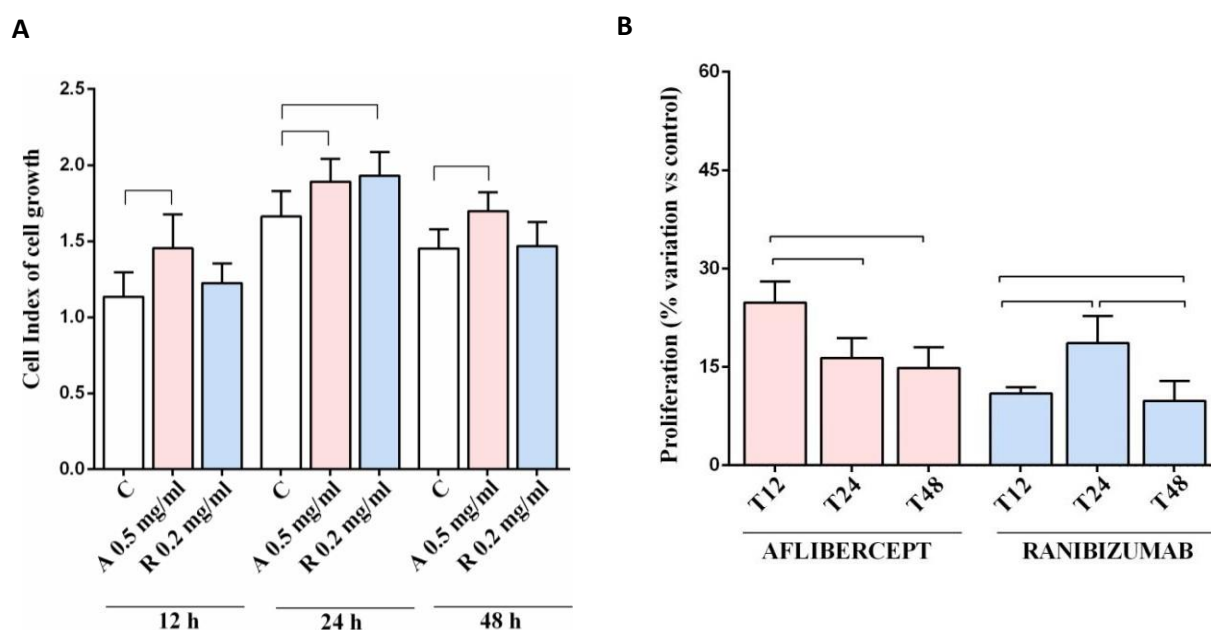 A
Cell Index of cell growth
2.5
2.0
1.5
1.0
0.5
0.0
C
A 0.5 mg/ml
R 0.2 mg/ml
C
A 0.5 mg/ml
R 0.2 mg/ml
C
A 0.5 mg/ml
R 0.2 mg/ml
12 h
24 h
48 h
B
Proliferation (% variation vs control)
60
45
30
15
0
T12
T24
T48
T12
T24
T48
AFLIBERCEPT
RANIBIZUMAB